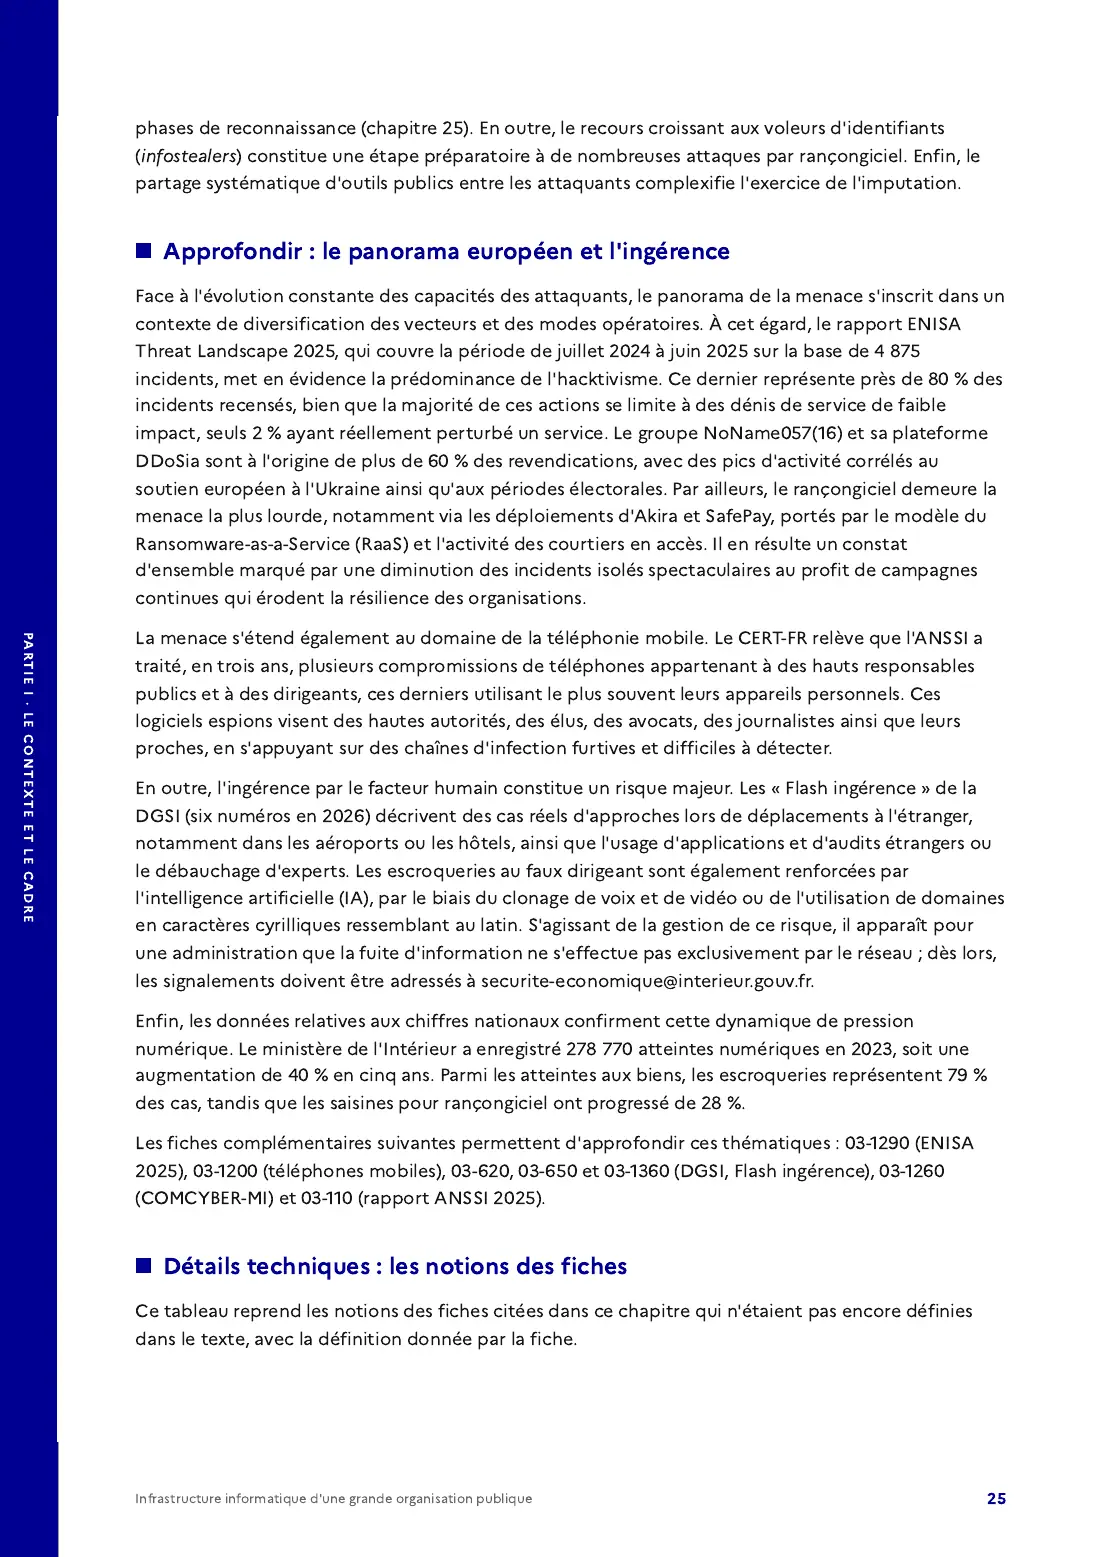 phases de reconnaissance (chapitre 25). En outre, le recours croissant aux voleurs d'identifiants
(infostealers) constitue une étape préparatoire à de nombreuses attaques par rançongiciel. Enfin, le
partage systématique d'outils publics entre les attaquants complexifie l'exercice de l'imputation.
■ Approfondir : le panorama européen et l'ingérence
Face à l'évolution constante des capacités des attaquants, le panorama de la menace s'inscrit dans un
contexte de diversification des vecteurs et des modes opératoires. À cet égard, le rapport ENISA
Threat Landscape 2025, qui couvre la période de juillet 2024 à juin 2025 sur la base de 4 875
incidents, met en évidence la prédominance de l'hacktivisme. Ce dernier représente près de 80 % des
incidents recensés, bien que la majorité de ces actions se limite à des dénis de service de faible
impact, seuls 2 % ayant réellement perturbé un service. Le groupe NoName057(16) et sa plateforme
DDoSia sont à l'origine de plus de 60 % des revendications, avec des pics d'activité corrélés au
soutien européen à l'Ukraine ainsi qu'aux périodes électorales. Par ailleurs, le rançongiciel demeure la
menace la plus lourde, notamment via les déploiements d'Akira et SafePay, portés par le modèle du
Ransomware-as-a-Service (RaaS) et l'activité des courtiers en accès. Il en résulte un constat
d'ensemble marqué par une diminution des incidents isolés spectaculaires au profit de campagnes
continues qui érodent la résilience des organisations.
La menace s'étend également au domaine de la téléphonie mobile. Le CERT-FR relève que l'ANSSI a
traité, en trois ans, plusieurs compromissions de téléphones appartenant à des hauts responsables
publics et à des dirigeants, ces derniers utilisant le plus souvent leurs appareils personnels. Ces
logiciels espions visent des hautes autorités, des élus, des avocats, des journalistes ainsi que leurs
proches, en s'appuyant sur des chaînes d'infection furtives et difficiles à détecter.
En outre, l'ingérence par le facteur humain constitue un risque majeur. Les « Flash ingérence » de la
DGSI (six numéros en 2026) décrivent des cas réels d'approches lors de déplacements à l'étranger,
notamment dans les aéroports ou les hôtels, ainsi que l'usage d'applications et d'audits étrangers ou
le débauchage d'experts. Les escroqueries au faux dirigeant sont également renforcées par
l'intelligence artificielle (IA), par le biais du clonage de voix et de vidéo ou de l'utilisation de domaines
en caractères cyrilliques ressemblant au latin. S'agissant de la gestion de ce risque, il apparaît pour
une administration que la fuite d'information ne s'effectue pas exclusivement par le réseau ; dès lors,
les signalements doivent être adressés à securite-economique@interieur.gouv.fr.
Enfin, les données relatives aux chiffres nationaux confirment cette dynamique de pression
numérique. Le ministère de l'Intérieur a enregistré 278 770 atteintes numériques en 2023, soit une
augmentation de 40 % en cinq ans. Parmi les atteintes aux biens, les escroqueries représentent 79 %
des cas, tandis que les saisines pour rançongiciel ont progressé de 28 %.
Les fiches complémentaires suivantes permettent d'approfondir ces thématiques : 03-1290 (ENISA
2025), 03-1200 (téléphones mobiles), 03-620, 03-650 et 03-1360 (DGSI, Flash ingérence), 03-1260
(COMCYBER-MI) et 03-110 (rapport ANSSI 2025).
■ Détails techniques : les notions des fiches
Ce tableau reprend les notions des fiches citées dans ce chapitre qui n'étaient pas encore définies
dans le texte, avec la définition donnée par la fiche.
PARTIE I · LE CONTEXTE ET LE CADRE
Infrastructure informatique d'une grande organisation publique
25